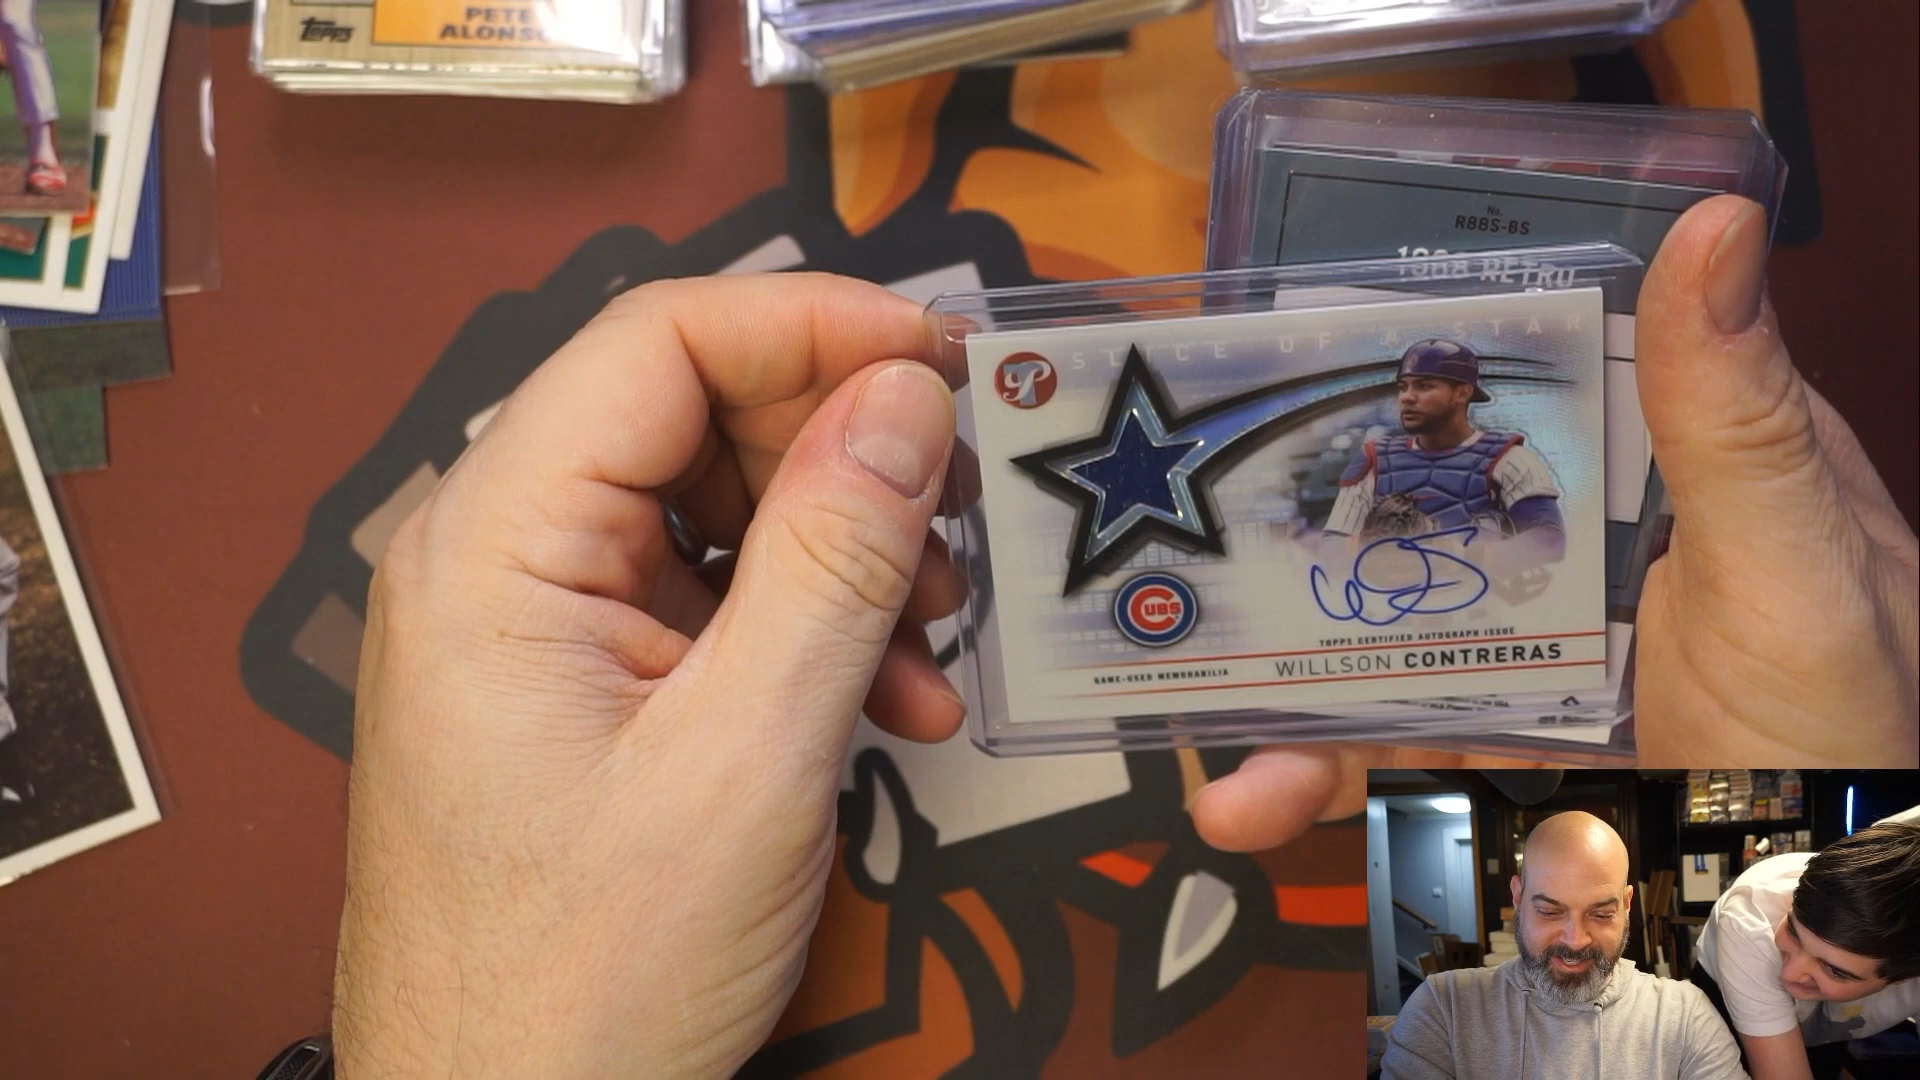 Topps
PETE
ALONSO
No.
R88S-BS
1988 RETRO
SLICE OF A STAR
P
CUBS
TOPPS CERTIFIED AUTOGRAPH ISSUE
GAME-USED MEMORABILIA
WILLSON CONTRERAS